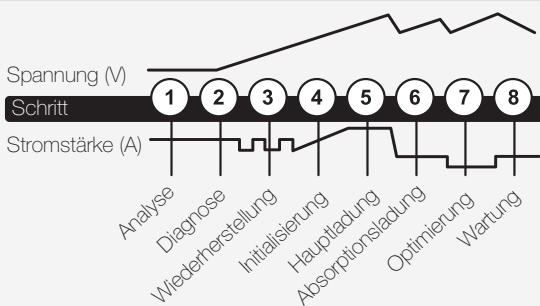 Spannung (V)
1 2 3 4 5 6 7 8
Schritt
Stromstärke (A)
Analyse
Diagnose
Wiederherstellung
Initialisierung
Hauptladung
Absorptionsladung
Optimierung
Wartung